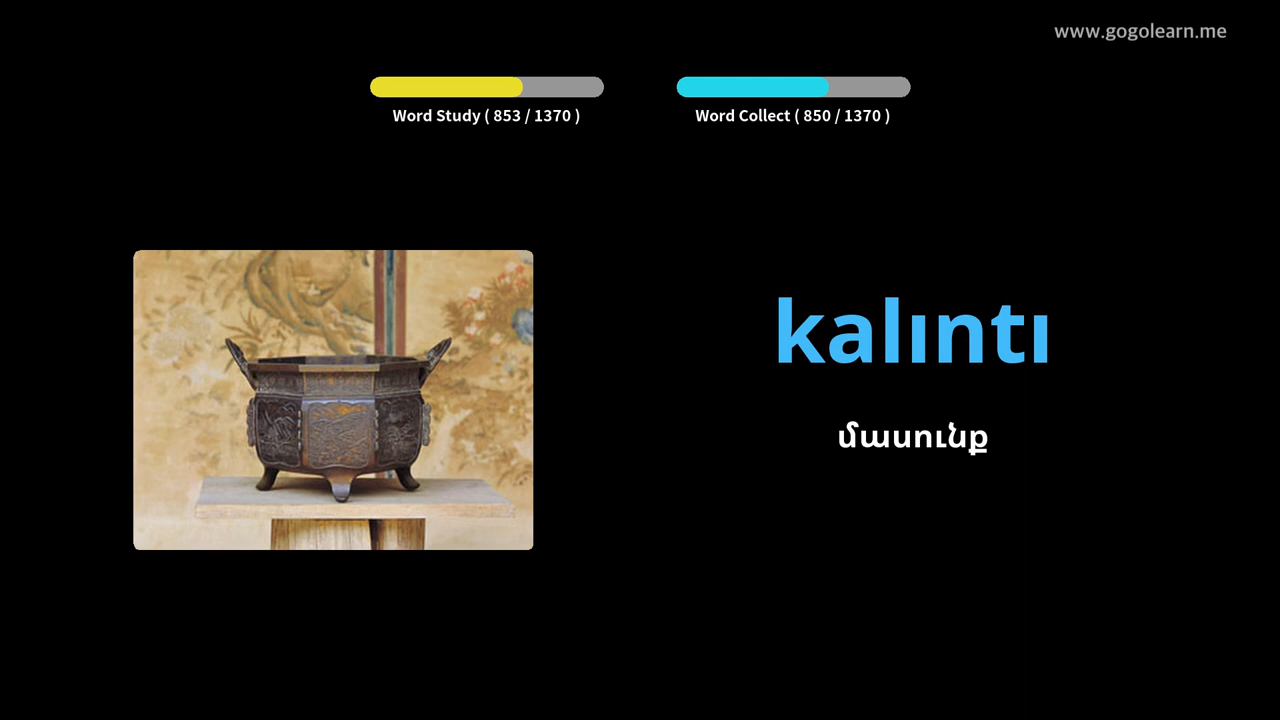 www.gogolearn.me
Word Study ( 853 / 1370 )
Word Collect ( 850 / 1370 )
kalıntı
մասունք